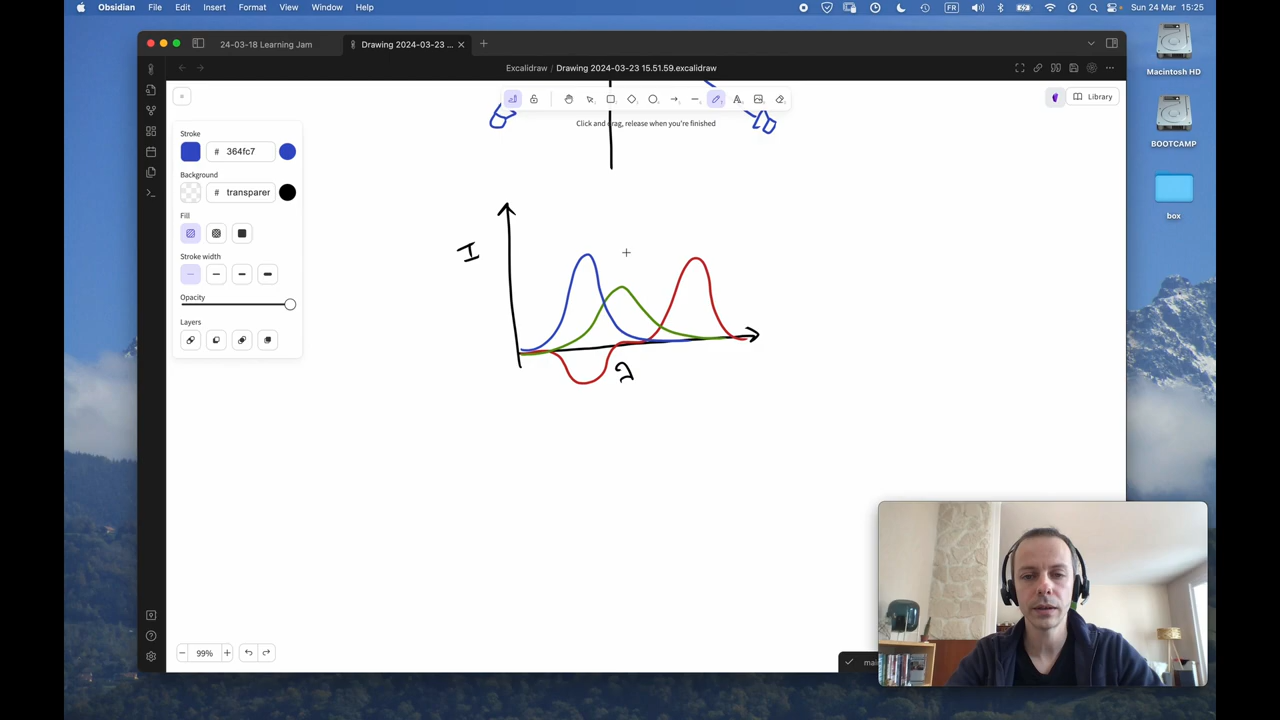 Obsidian File Edit Insert Format View Window Help FR Sun 24 Mar 15:25
24-03-18 Learning Jam Drawing 2024-03-23 ...
Excalidraw / Drawing 2024-03-23 15.51.59.excalidraw
Library
Click and drag, release when you're finished
Stroke
# 364fc7
Background
# transparer
Fill
Stroke width
Opacity
Layers
I
99%
Macintosh HD
BOOTCAMP
box